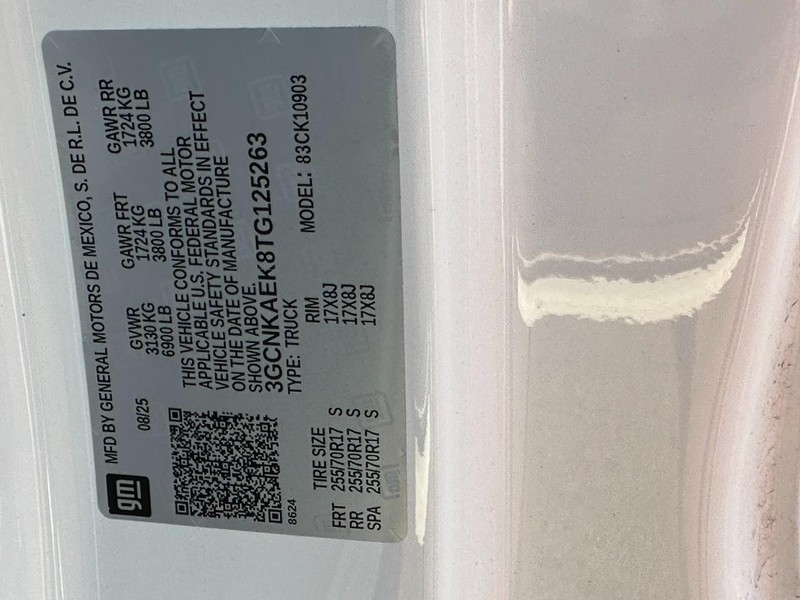 gm
MFD BY GENERAL MOTORS DE MEXICO, S. DE R.L. DE C.V.
08/25
GVWR GAWR FRT GAWR RR
3130 KG 1724 KG 1724 KG
6900 LB 3800 LB 3800 LB
THIS VEHICLE CONFORMS TO ALL
APPLICABLE U.S. FEDERAL MOTOR
VEHICLE SAFETY STANDARDS IN EFFECT
ON THE DATE OF MANUFACTURE
SHOWN ABOVE.
3GCNKAEK8TG125263
TYPE: TRUCK MODEL: 83CK10903
8624
TIRE SIZE RIM
FRT 255/70R17 S 17X8J
RR 255/70R17 S 17X8J
SPA 255/70R17 S 17X8J